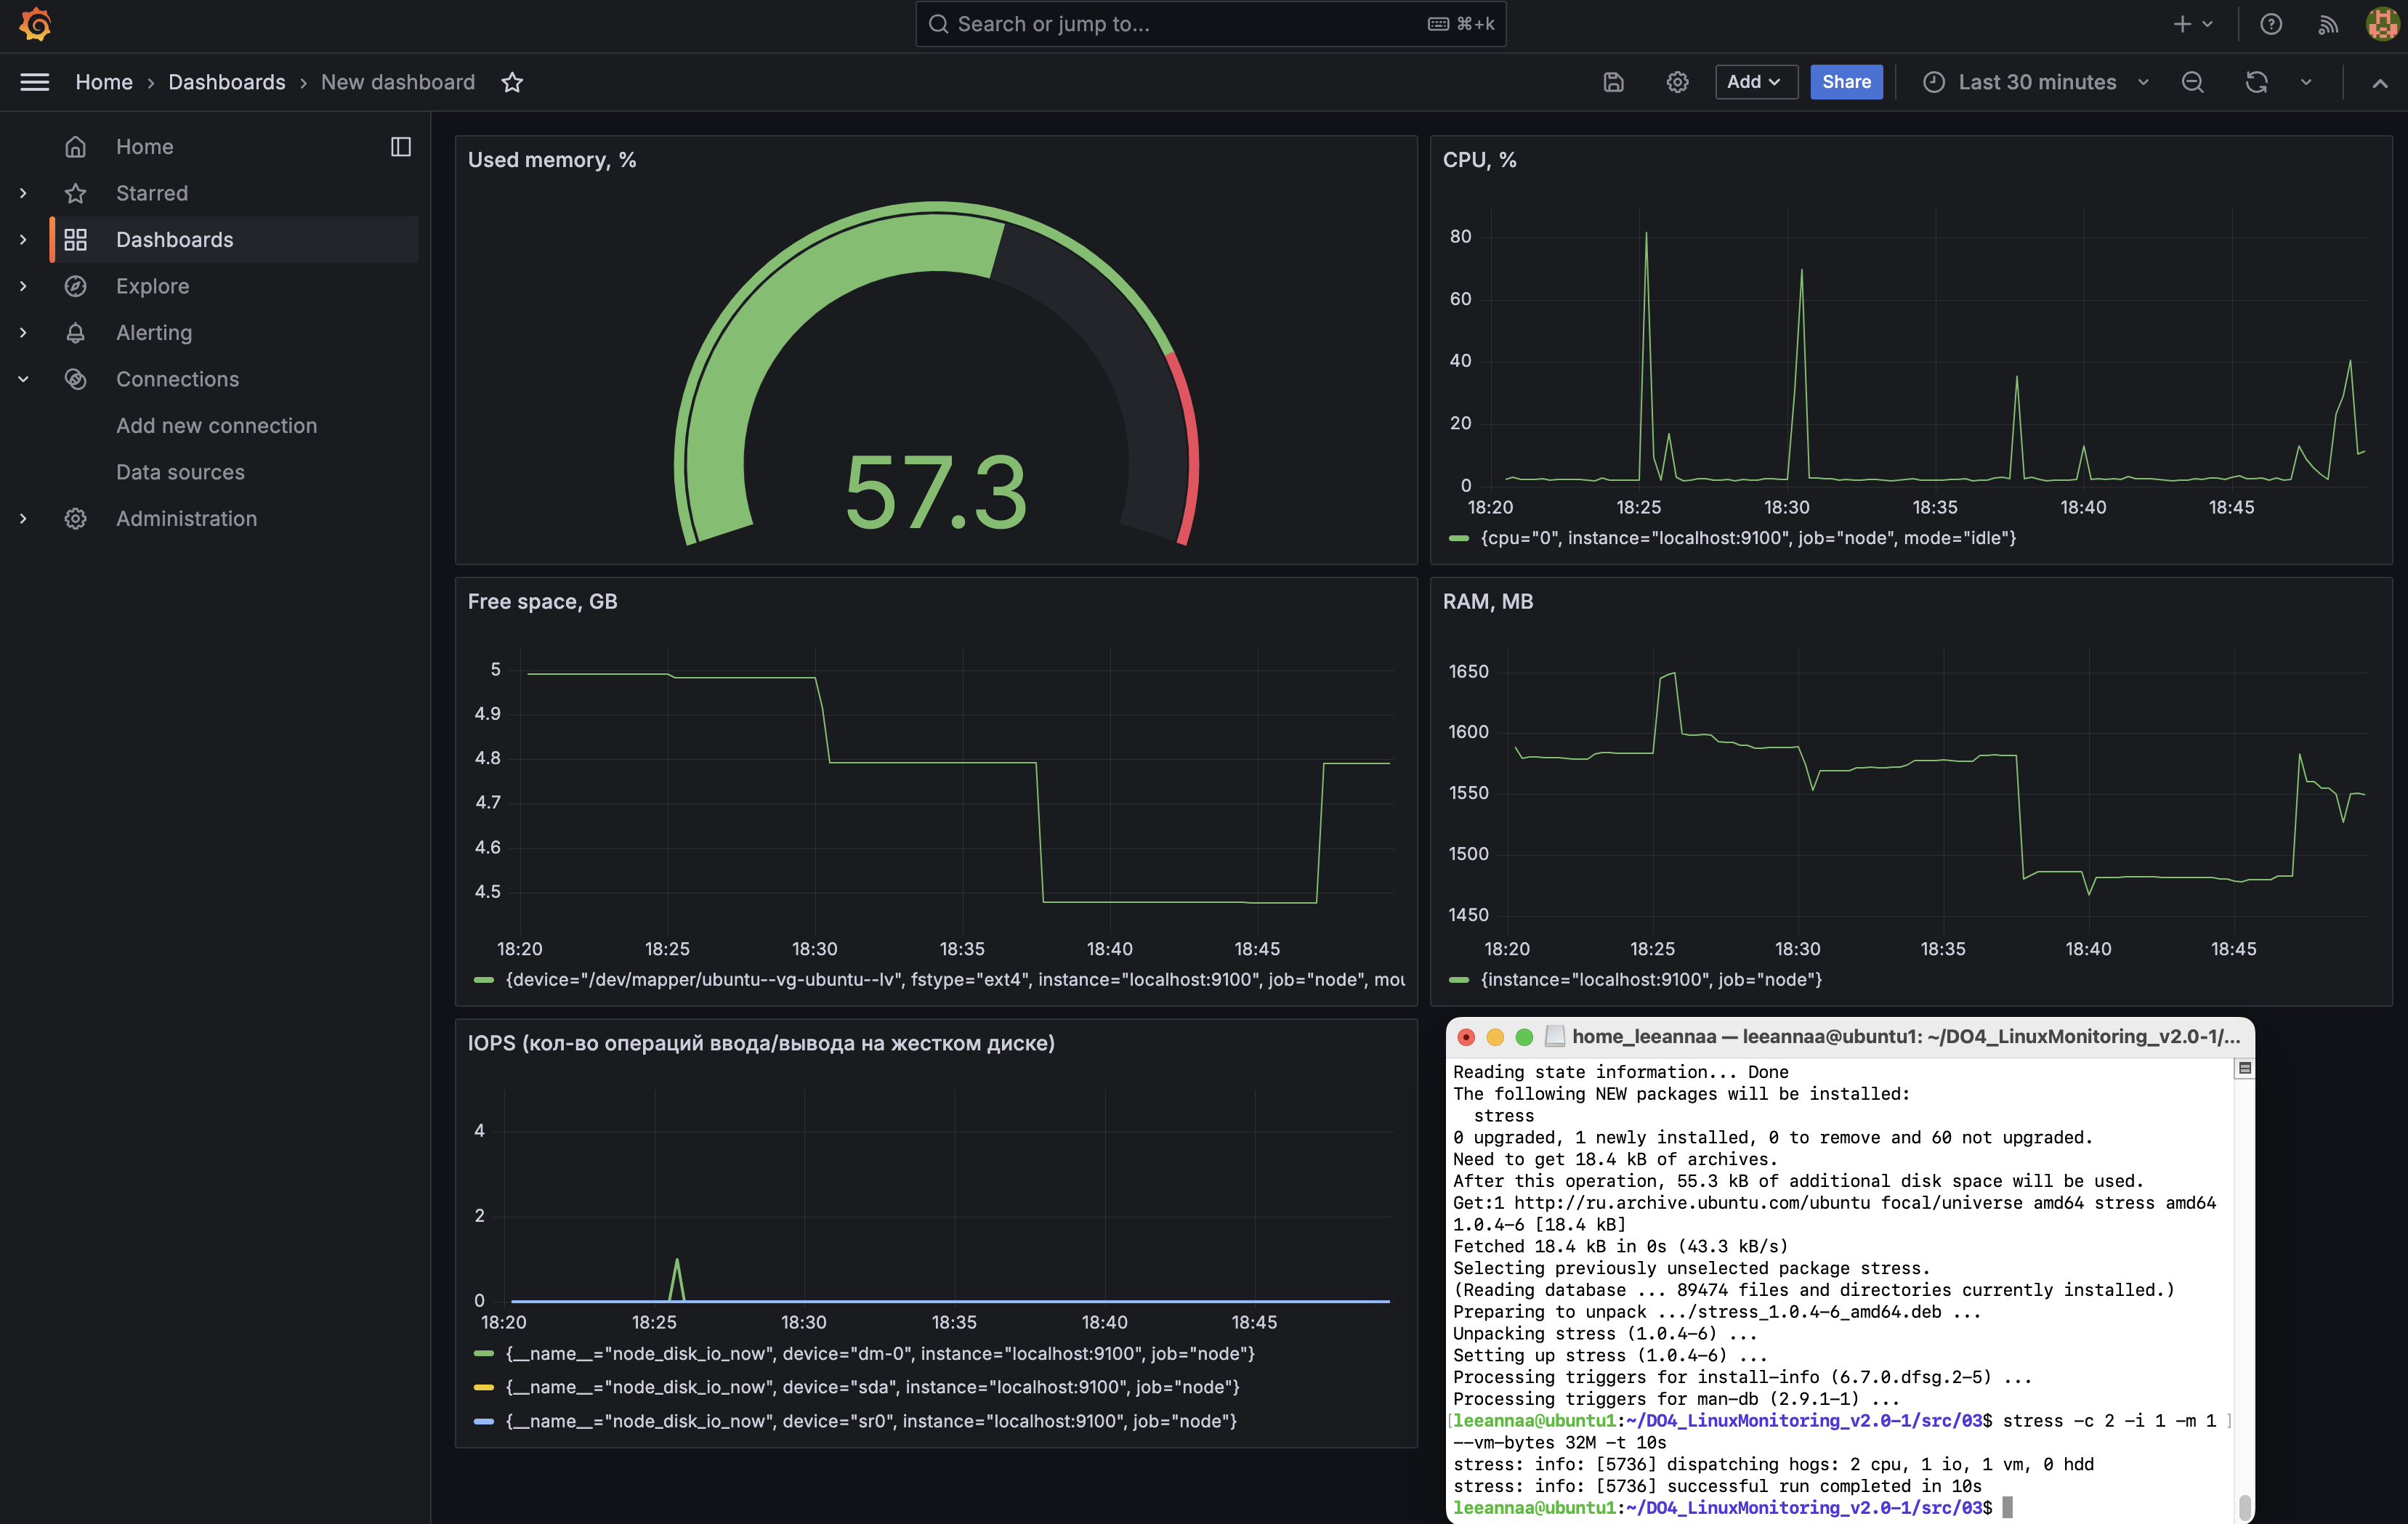 Search or jump to...
⌘+k
Home › Dashboards › New dashboard
Add
Share
Last 30 minutes
Home
Starred
Dashboards
Explore
Alerting
Connections
Add new connection
Data sources
Administration
Used memory, %
57.3
CPU, %
80
60
40
20
0
18:20 18:25 18:30 18:35 18:40 18:45
{cpu="0", instance="localhost:9100", job="node", mode="idle"}
Free space, GB
5
4.9
4.8
4.7
4.6
4.5
18:20 18:25 18:30 18:35 18:40 18:45
{device="/dev/mapper/ubuntu--vg-ubuntu--lv", fstype="ext4", instance="localhost:9100", job="node", mou
RAM, MB
1650
1600
1550
1500
1450
18:20 18:25 18:30 18:35 18:40 18:45
{instance="localhost:9100", job="node"}
IOPS (кол-во операций ввода/вывода на жестком диске)
4
2
0
18:20 18:25 18:30 18:35 18:40 18:45
{__name__="node_disk_io_now", device="dm-0", instance="localhost:9100", job="node"}
{__name__="node_disk_io_now", device="sda", instance="localhost:9100", job="node"}
{__name__="node_disk_io_now", device="sr0", instance="localhost:9100", job="node"}
home_leeannaa — leeannaa@ubuntu1: ~/DO4_LinuxMonitoring_v2.0-1/...
Reading state information... Done
The following NEW packages will be installed:
  stress
0 upgraded, 1 newly installed, 0 to remove and 60 not upgraded.
Need to get 18.4 kB of archives.
After this operation, 55.3 kB of additional disk space will be used.
Get:1 http://ru.archive.ubuntu.com/ubuntu focal/universe amd64 stress amd64
1.0.4-6 [18.4 kB]
Fetched 18.4 kB in 0s (43.3 kB/s)
Selecting previously unselected package stress.
(Reading database ... 89474 files and directories currently installed.)
Preparing to unpack .../stress_1.0.4-6_amd64.deb ...
Unpacking stress (1.0.4-6) ...
Setting up stress (1.0.4-6) ...
Processing triggers for install-info (6.7.0.dfsg.2-5) ...
Processing triggers for man-db (2.9.1-1) ...
[leeannaa@ubuntu1:~/DO4_LinuxMonitoring_v2.0-1/src/03$ stress -c 2 -i 1 -m 1 ]
--vm-bytes 32M -t 10s
stress: info: [5736] dispatching hogs: 2 cpu, 1 io, 1 vm, 0 hdd
stress: info: [5736] successful run completed in 10s
leeannaa@ubuntu1:~/DO4_LinuxMonitoring_v2.0-1/src/03$